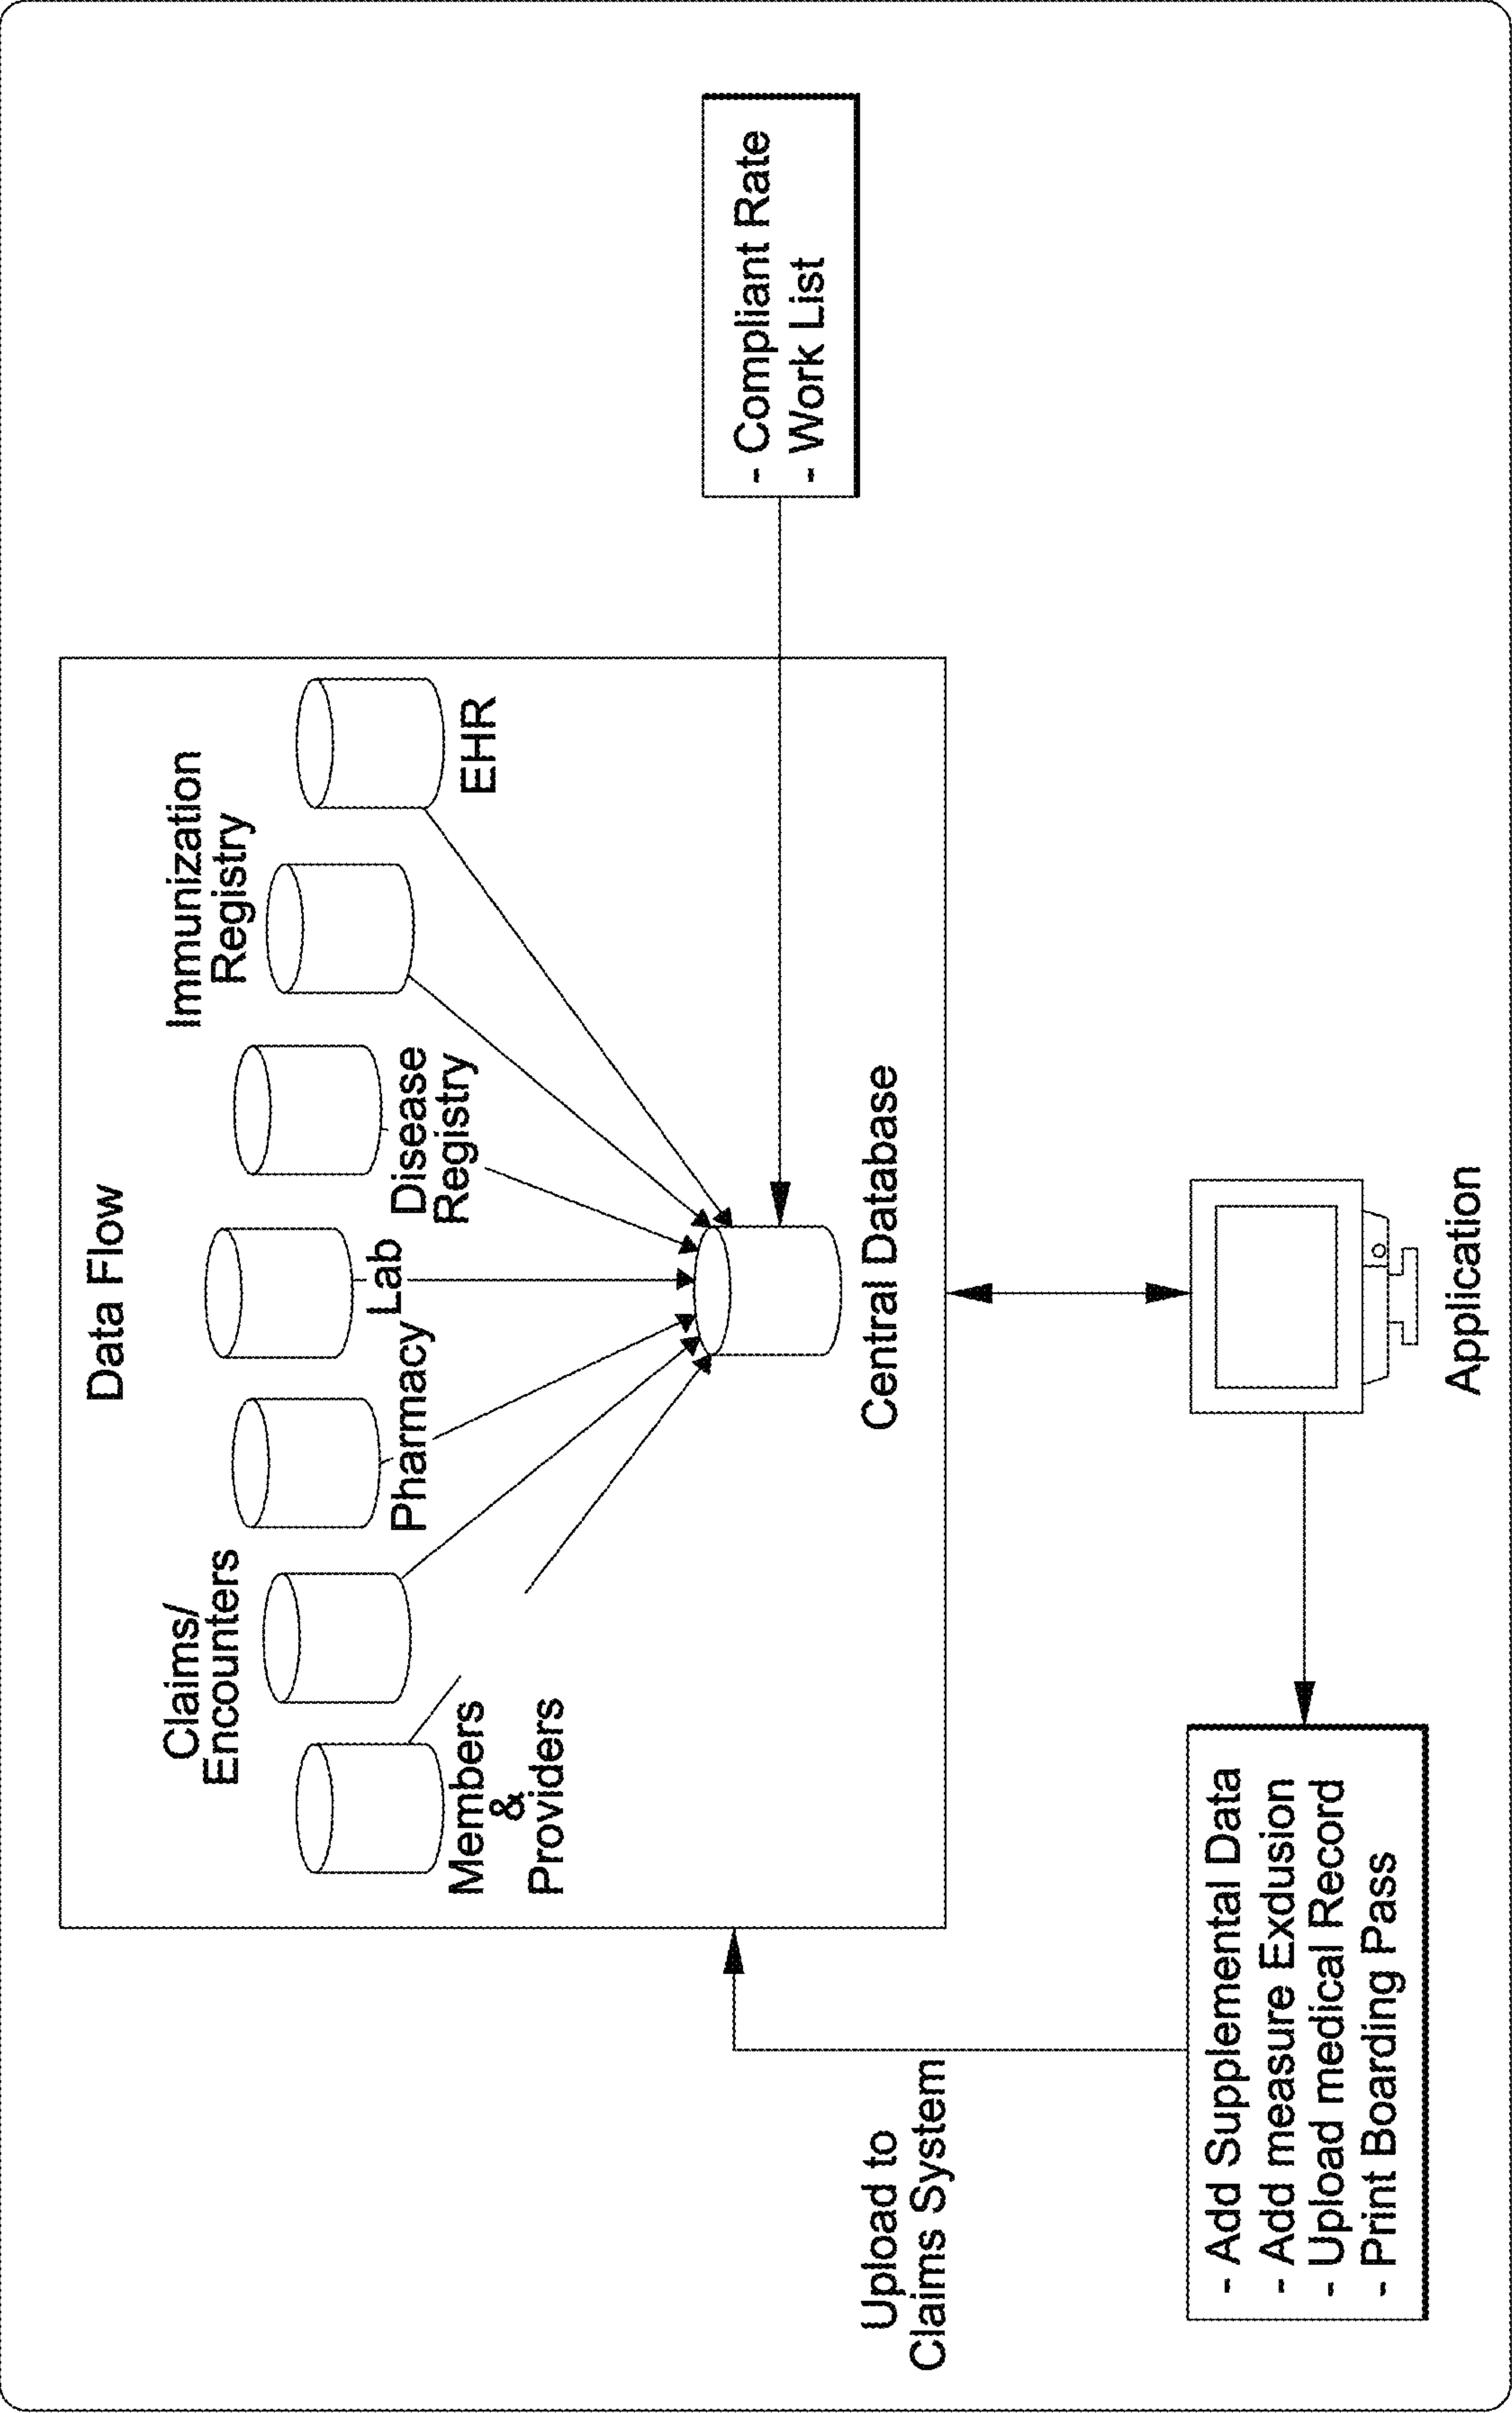 Data Flow
Claims/
Encounters
Immunization
Registry
Members
&
Providers
Pharmacy
Lab
Disease
Registry
EHR
- Compliant Rate
- Work List
Central Database
Upload to
Claims System
- Add Supplemental Data
- Add measure Exdusion
- Upload medical Record
- Print Boarding Pass
Application